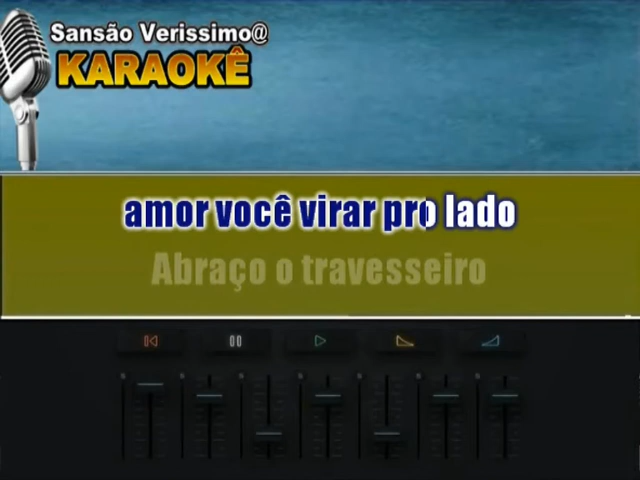 Sansão Verissimo@
KARAOKÊ
amor você virar pro lado
Abraço o travesseiro